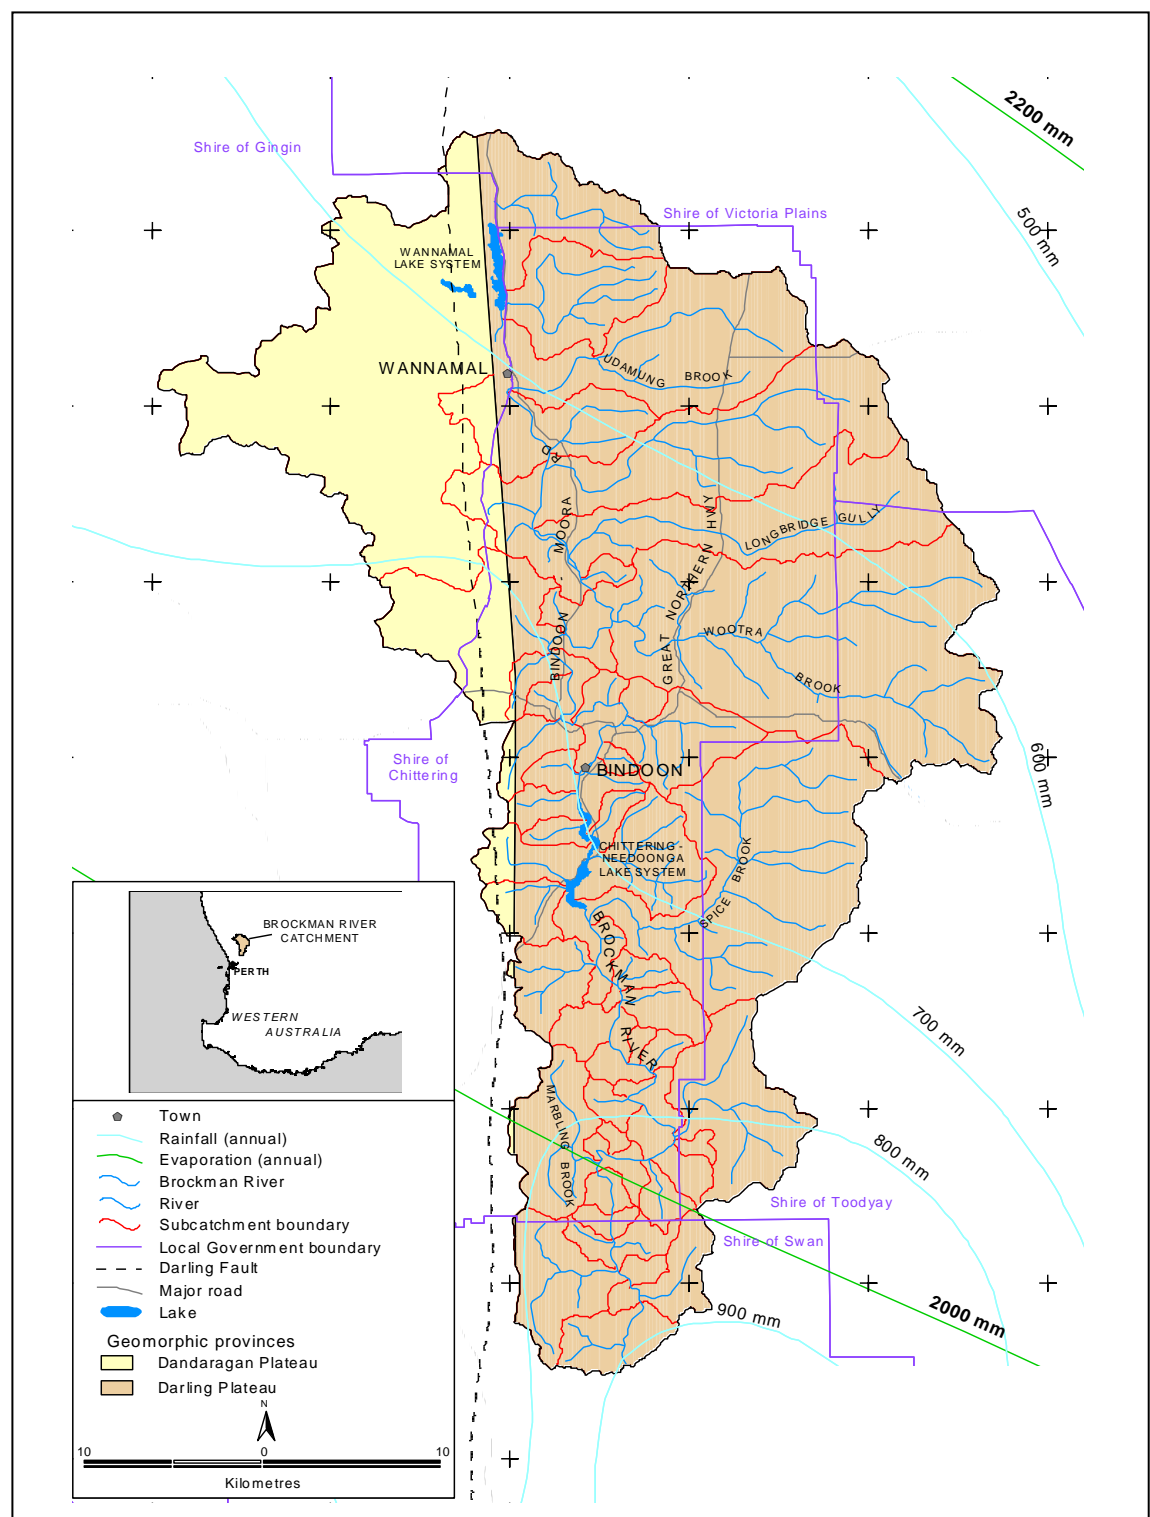 2200 mm
Shire of Gingin
500 mm
Shire of Victoria Plains
WANNAMAL
LAKE SYSTEM
WANNAMAL
UDAMUNG BROOK
RD
MOORA
-
BINDOON
GREAT NORTHERN HWY
LONGBRIDGE GULLY
WOOTRA
BROOK
Shire of
Chittering
BINDOON
600 mm
CHITTERING -
NEEDOONGA
LAKE SYSTEM
SPICE BROOK
BROCKMAN
RIVER
BROCKMAN RIVER
CATCHMENT
PERTH
WESTERN
AUSTRALIA
700 mm
MARBLING BROOK
800 mm
Shire of Toodyay
Shire of Swan
900 mm
2000 mm
Town
Rainfall (annual)
Evaporation (annual)
Brockman River
River
Subcatchment boundary
Local Government boundary
Darling Fault
Major road
Lake
Geomorphic provinces
Dandaragan Plateau
Darling Plateau
N
10 0 10
Kilometres